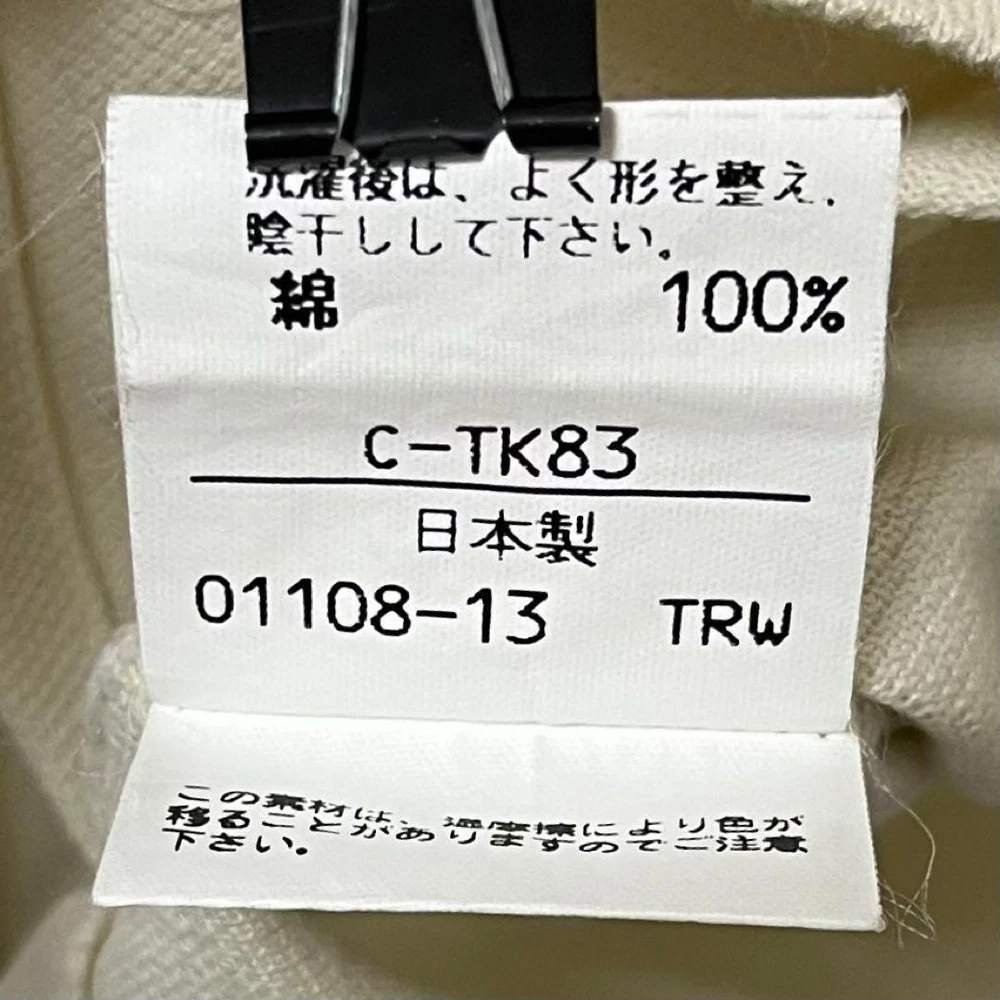 洗濯後は、よく形を整え、
陰干しして下さい。
綿 100%
C-TK83
日本製
01108-13 TRW
この素材は、湿摩擦により色が
移ることがありますのでご注意
下さい。